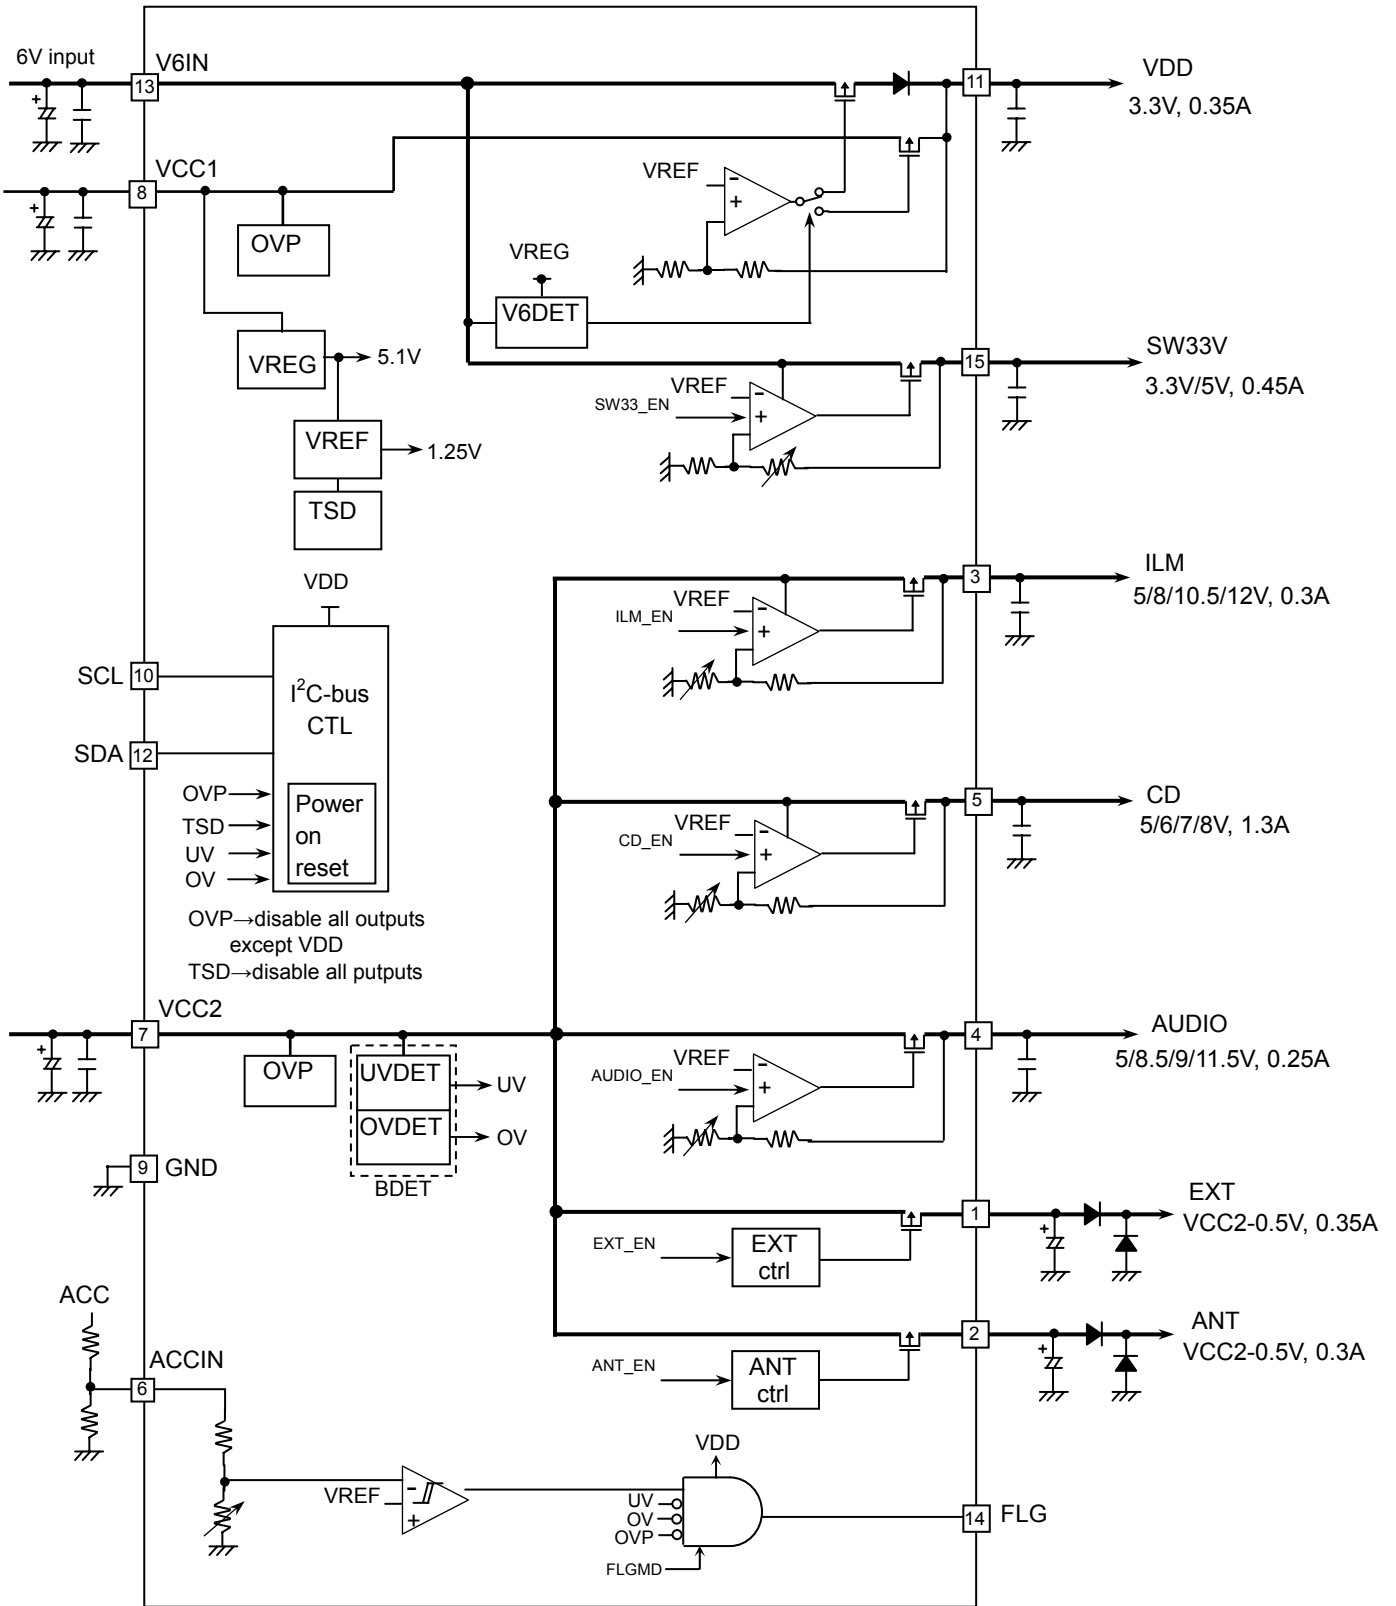 6V input
V6IN
13
11
VDD
3.3V, 0.35A
+
VCC1
8
+
OVP
VREF
-
+
VREG
V6DET
VREG
5.1V
VREF
1.25V
TSD
15
SW33V
3.3V/5V, 0.45A
VREF
SW33_EN
-
+
3
ILM
5/8/10.5/12V, 0.3A
VREF
ILM_EN
-
+
VDD
SCL
10
I2C-bus
CTL
SDA
12
OVP
TSD
UV
OV
Power
on
reset
OVP→disable all outputs
except VDD
TSD→disable all putputs
5
CD
5/6/7/8V, 1.3A
VREF
CD_EN
-
+
VCC2
7
+
OVP
UVDET
UV
OVDET
OV
BDET
4
AUDIO
5/8.5/9/11.5V, 0.25A
VREF
AUDIO_EN
-
+
9
GND
1
EXT
VCC2-0.5V, 0.35A
+
EXT_EN
EXT
ctrl
2
ANT
VCC2-0.5V, 0.3A
+
ANT_EN
ANT
ctrl
ACC
ACCIN
6
VREF
-
+
VDD
UV
OV
OVP
FLGMD
14
FLG